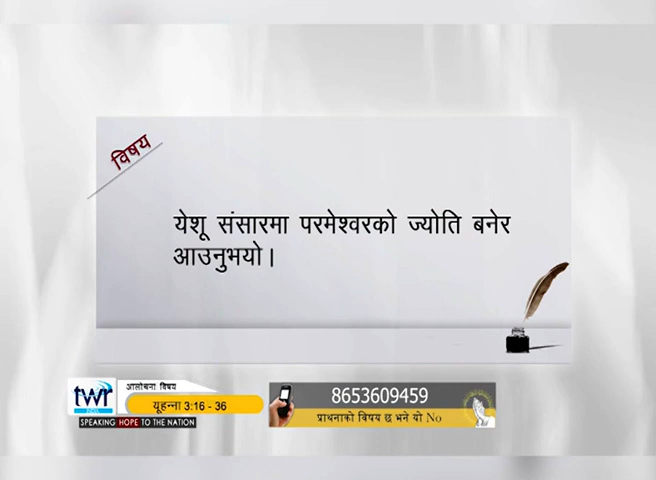 विषय
येशू संसारमा परमेश्वरको ज्योति बनेर
आउनुभयो।
twr
आलोचना विषय
यूहन्ना 3:16 - 36
SPEAKING HOPE TO THE NATION
8653609459
प्राथनाको विषय छ भने यो No